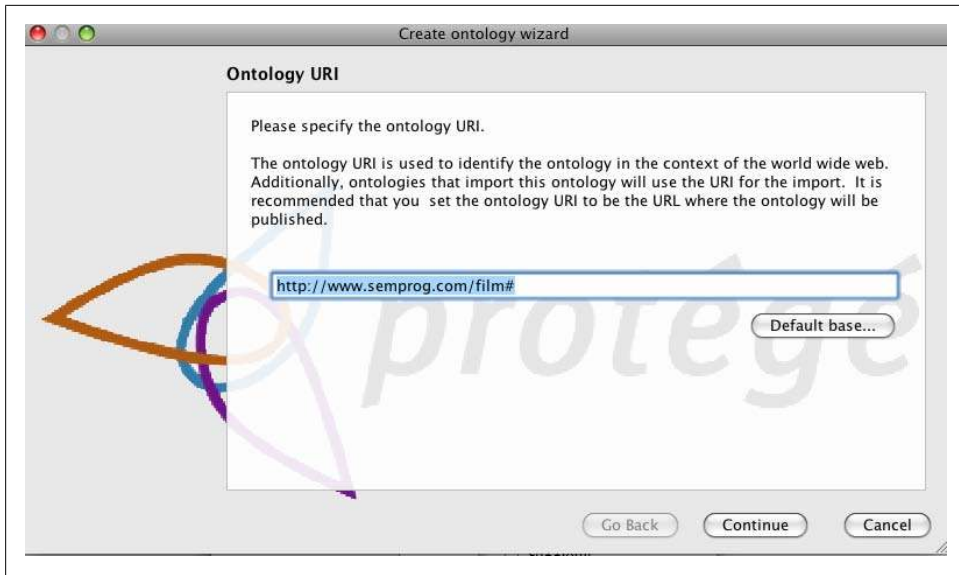 Create ontology wizard
Ontology URI
Please specify the ontology URI.
The ontology URI is used to identify the ontology in the context of the world wide web.
Additionally, ontologies that import this ontology will use the URI for the import.  It is
recommended that you  set the ontology URI to be the URL where the ontology will be
published.
http://www.semprog.com/film#
Default base...
protégé
Go Back
Continue
Cancel